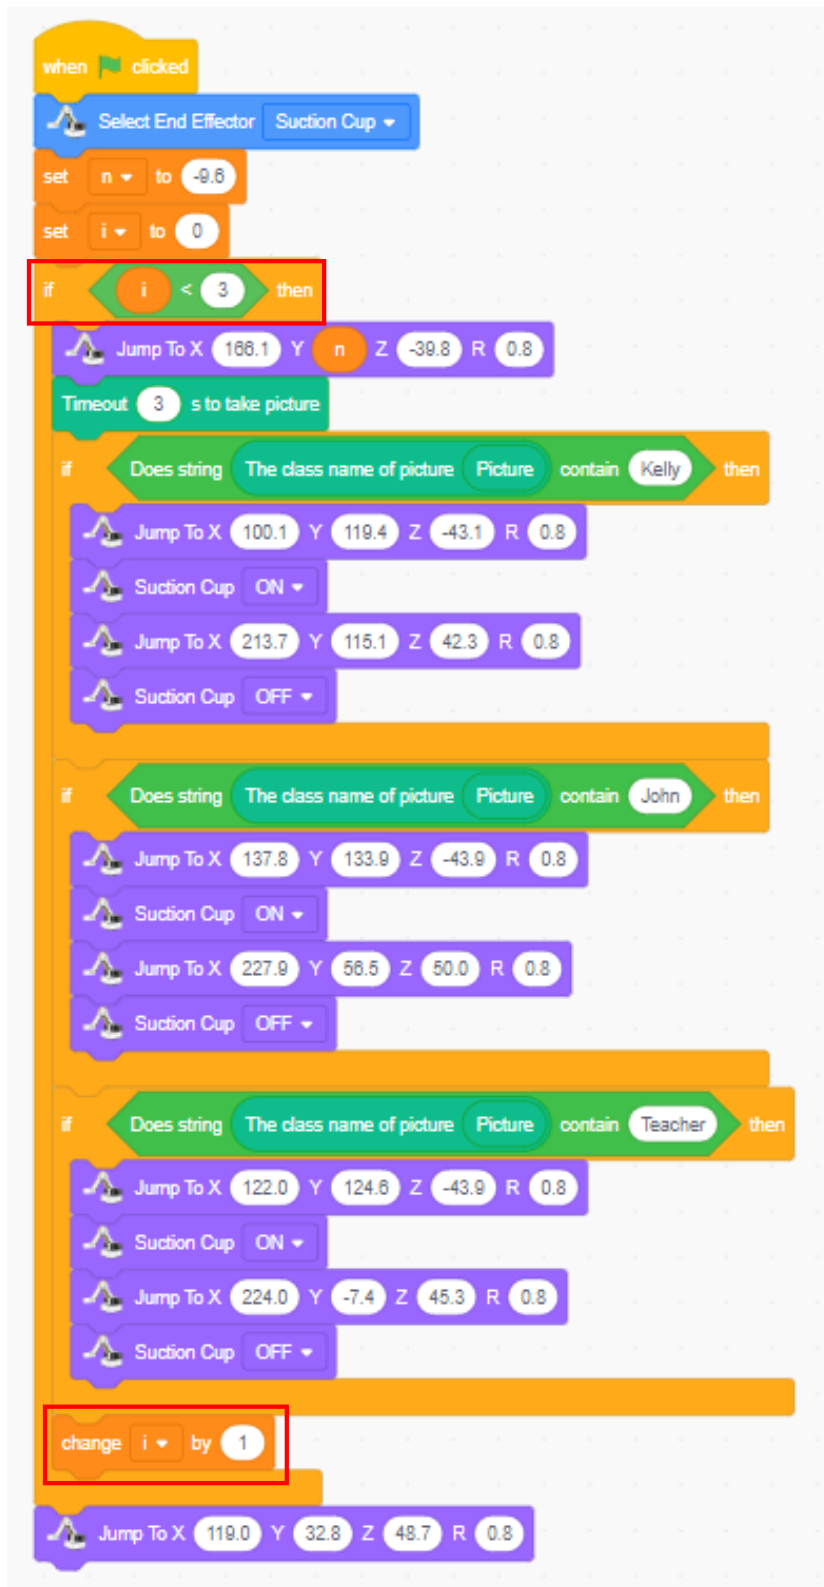 when clicked
Select End Effector Suction Cup
set n to -9.6
set i to 0
if i < 3 then
Jump To X 166.1 Y n Z -39.8 R 0.8
Timeout 3 s to take picture
if Does string The class name of picture Picture contain Kelly then
Jump To X 100.1 Y 119.4 Z -43.1 R 0.8
Suction Cup ON
Jump To X 213.7 Y 115.1 Z 42.3 R 0.8
Suction Cup OFF
if Does string The class name of picture Picture contain John then
Jump To X 137.8 Y 133.9 Z -43.9 R 0.8
Suction Cup ON
Jump To X 227.9 Y 56.5 Z 50.0 R 0.8
Suction Cup OFF
if Does string The class name of picture Picture contain Teacher then
Jump To X 122.0 Y 124.6 Z -43.9 R 0.8
Suction Cup ON
Jump To X 224.0 Y -7.4 Z 45.3 R 0.8
Suction Cup OFF
change i by 1
Jump To X 119.0 Y 32.8 Z 48.7 R 0.8